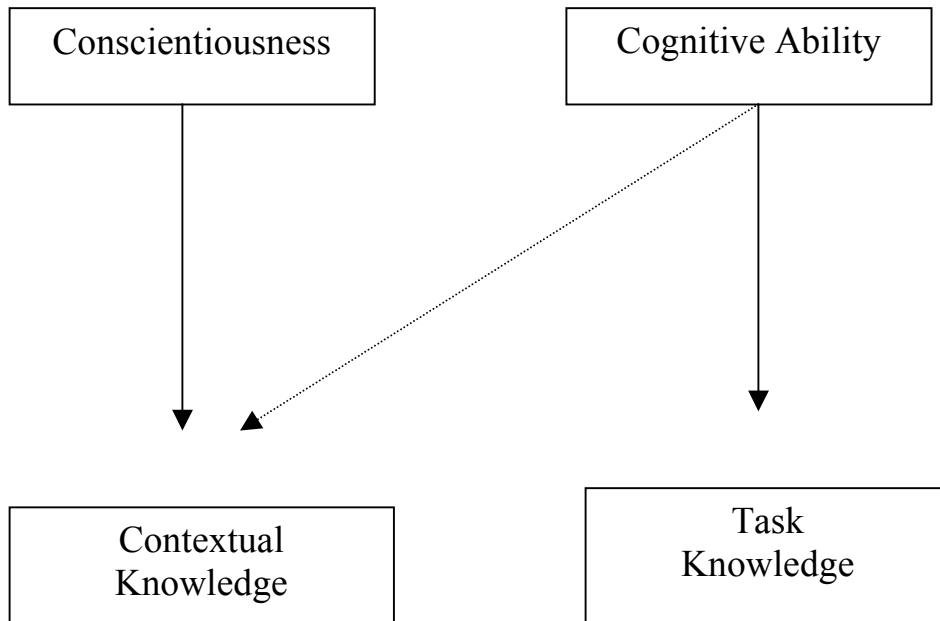 Conscientiousness
Cognitive Ability
Contextual
Knowledge
Task
Knowledge